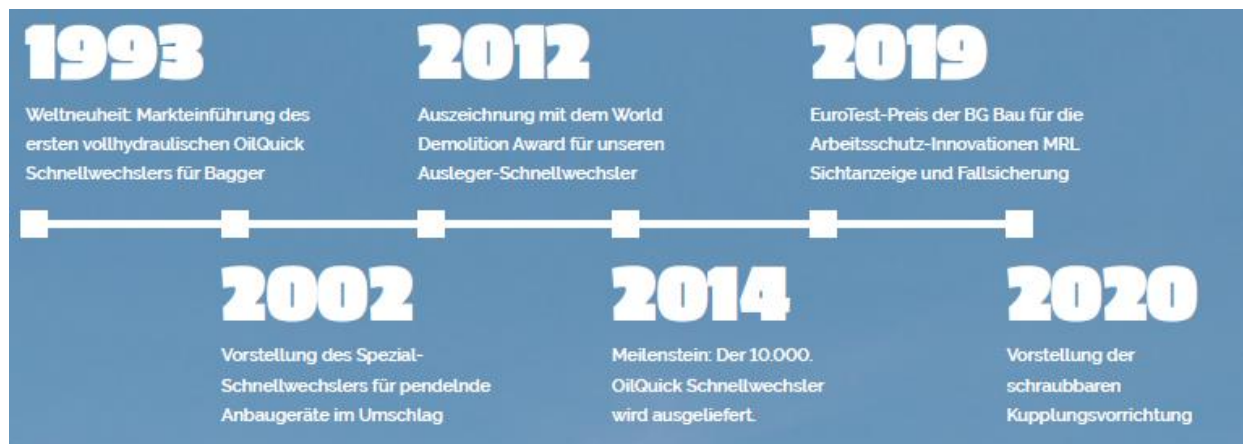 1993
Weltneuheit: Markteinführung des
ersten vollhydraulischen OilQuick
Schnellwechslers für Bagger
2002
Vorstellung des Spezial-
Schnellwechslers für pendelnde
Anbaugeräte im Umschlag
2012
Auszeichnung mit dem World
Demolition Award für unseren
Ausleger-Schnellwechsler
2014
Meilenstein: Der 10.000.
OilQuick Schnellwechsler
wird ausgeliefert.
2019
EuroTest-Preis der BG Bau für die
Arbeitsschutz-Innovationen MRL
Sichtanzeige und Fallsicherung
2020
Vorstellung der
schraubbaren
Kupplungsvorrichtung